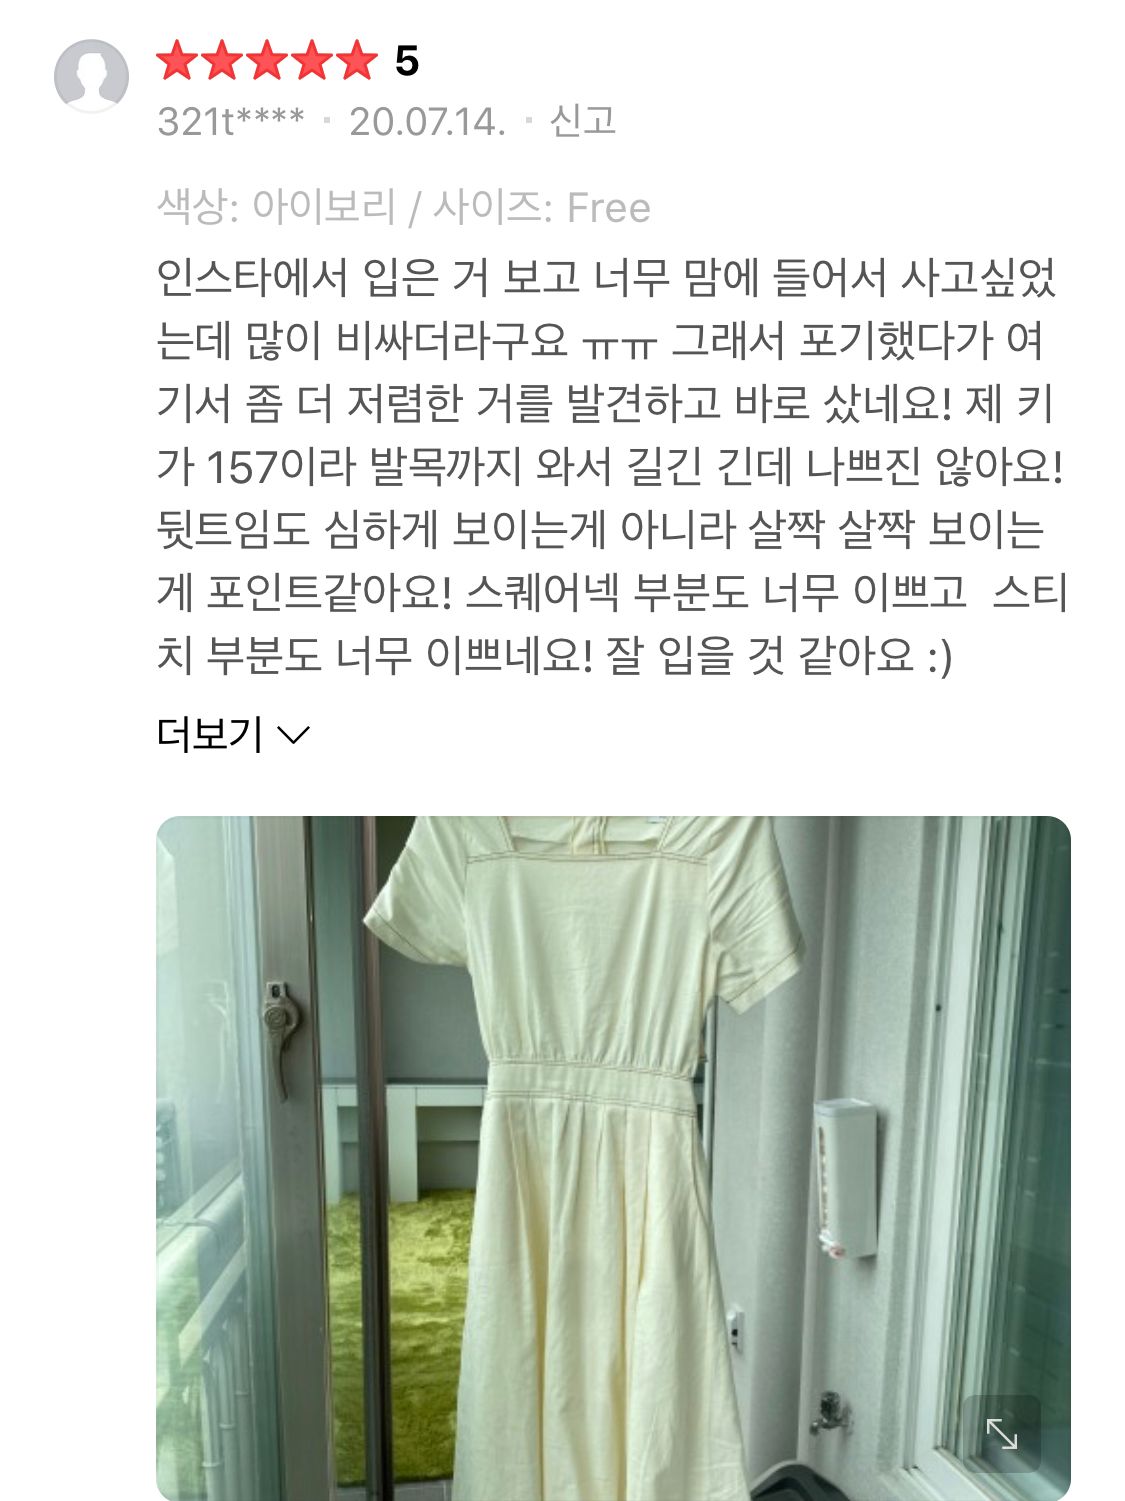 5
321t**** · 20.07.14. · 신고
색상: 아이보리 / 사이즈: Free
인스타에서 입은 거 보고 너무 맘에 들어서 사고싶었
는데 많이 비싸더라구요 ㅠㅠ 그래서 포기했다가 여
기서 좀 더 저렴한 거를 발견하고 바로 샀네요! 제 키
가 157이라 발목까지 와서 길긴 긴데 나쁘진 않아요!
뒷트임도 심하게 보이는게 아니라 살짝 살짝 보이는
게 포인트같아요! 스퀘어넥 부분도 너무 이쁘고  스티
치 부분도 너무 이쁘네요! 잘 입을 것 같아요 :)
더보기